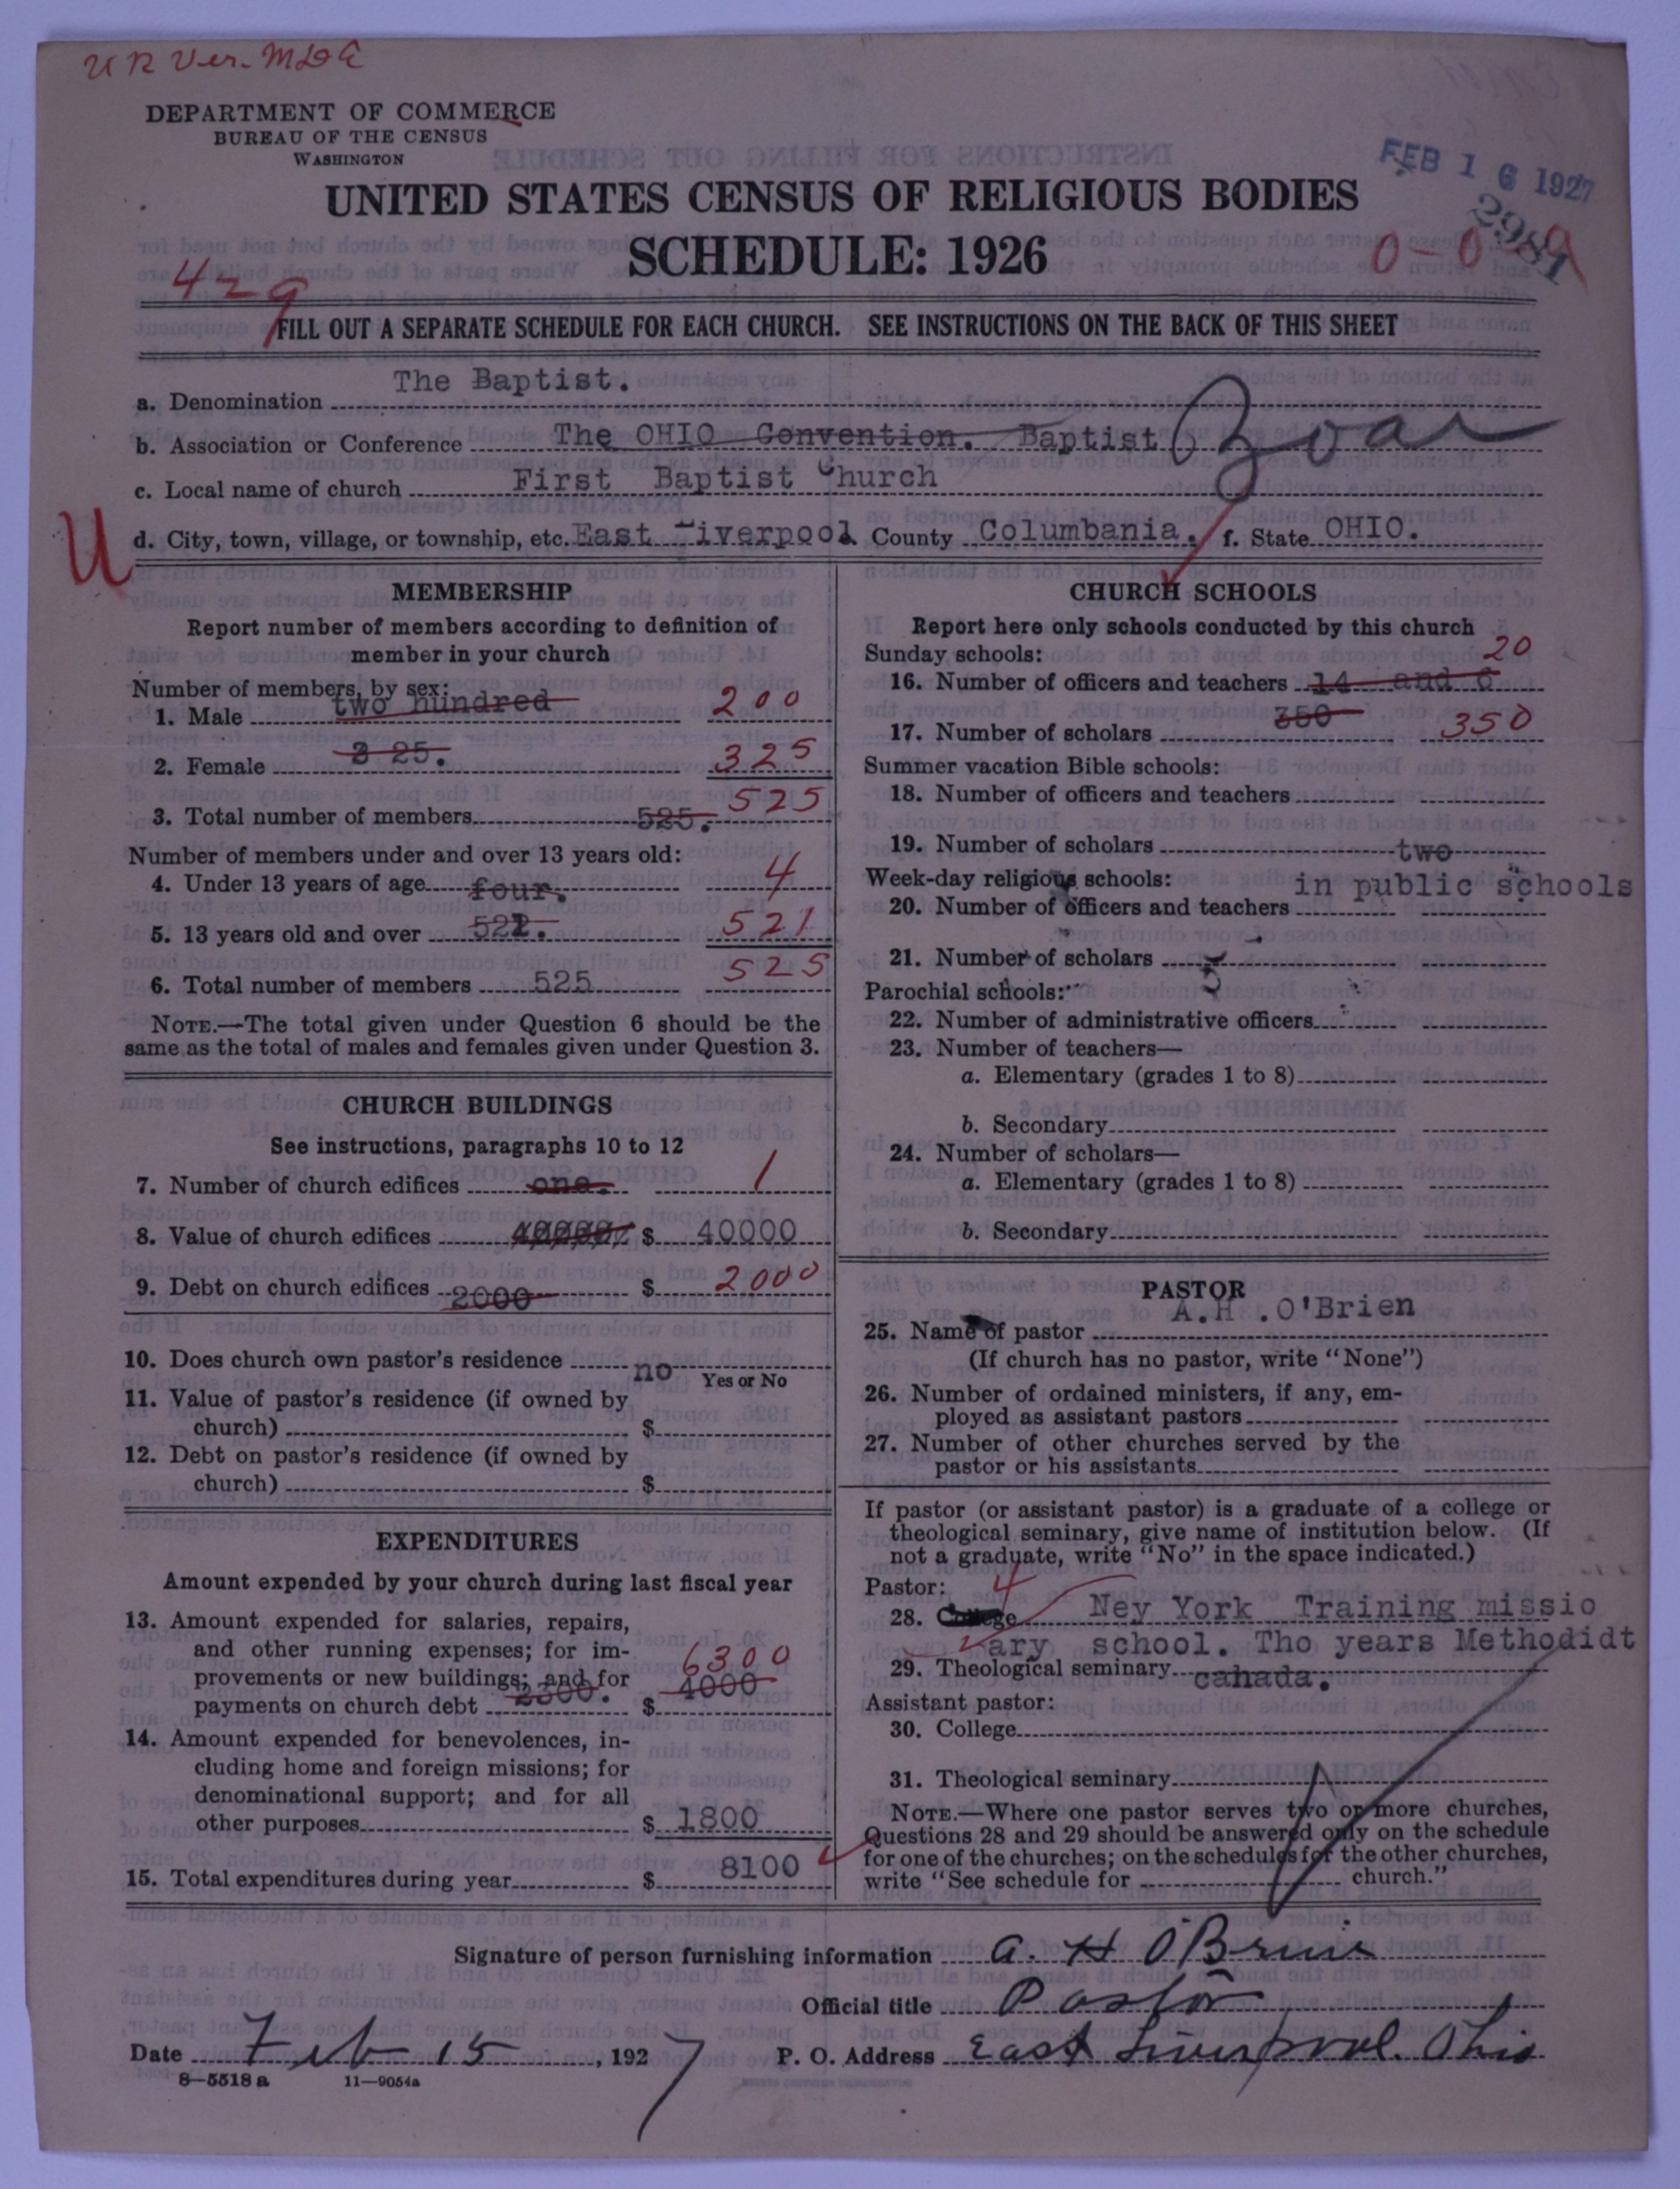 U R Ver. MDE
DEPARTMENT OF COMMERCE
BUREAU OF THE CENSUS
WASHINGTON
FEB 16 1927
2981
UNITED STATES CENSUS OF RELIGIOUS BODIES
SCHEDULE: 1926
429
0-0
FILL OUT A SEPARATE SCHEDULE FOR EACH CHURCH. SEE INSTRUCTIONS ON THE BACK OF THIS SHEET
a. Denomination The Baptist.
b. Association or Conference The OHIO Convention. Baptist Zoar
c. Local name of church First Baptist Church
U
d. City, town, village, or township, etc. East Liverpool County Columbania. f. State OHIO.
MEMBERSHIP
Report number of members according to definition of
member in your church
Number of members, by sex:
1. Male two hundred 200
2. Female 3 25. 325
3. Total number of members 525. 525
Number of members under and over 13 years old:
4. Under 13 years of age four. 4
5. 13 years old and over 521. 521
6. Total number of members 525 525
NOTE.—The total given under Question 6 should be the
same as the total of males and females given under Question 3.
CHURCH BUILDINGS
See instructions, paragraphs 10 to 12
7. Number of church edifices one. 1
8. Value of church edifices 40000 $ 40000
9. Debt on church edifices 2000 $ 2000
10. Does church own pastor's residence no Yes or No
11. Value of pastor's residence (if owned by
church) $
12. Debt on pastor's residence (if owned by
church) $
EXPENDITURES
Amount expended by your church during last fiscal year
13. Amount expended for salaries, repairs,
and other running expenses; for im-
provements or new buildings; and for 6300
payments on church debt 2300. $ 4000
14. Amount expended for benevolences, in-
cluding home and foreign missions; for
denominational support; and for all
other purposes $ 1800
15. Total expenditures during year $ 8100
CHURCH SCHOOLS
Report here only schools conducted by this church
Sunday schools: 20
16. Number of officers and teachers 14 and 6
17. Number of scholars 350 350
Summer vacation Bible schools:
18. Number of officers and teachers
19. Number of scholars two
Week-day religious schools: in public schools
20. Number of officers and teachers
21. Number of scholars
Parochial schools:
22. Number of administrative officers
23. Number of teachers—
a. Elementary (grades 1 to 8)
b. Secondary
24. Number of scholars—
a. Elementary (grades 1 to 8)
b. Secondary
PASTOR
25. Name of pastor A.H. O'Brien
(If church has no pastor, write "None")
26. Number of ordained ministers, if any, em-
ployed as assistant pastors
27. Number of other churches served by the
pastor or his assistants
If pastor (or assistant pastor) is a graduate of a college or
theological seminary, give name of institution below. (If
not a graduate, write "No" in the space indicated.)
Pastor: 4
28. College Ney York Training missio
ary school. Tho years Methodidt
29. Theological seminary canada.
Assistant pastor:
30. College
31. Theological seminary
NOTE.—Where one pastor serves two or more churches,
Questions 28 and 29 should be answered only on the schedule
for one of the churches; on the schedules for the other churches,
write "See schedule for church."
Signature of person furnishing information A. H O'Brien
Official title Pastor
Date Feb 15, 1927 P. O. Address East Liverpool. Ohio
8—5518 a 11—9054a